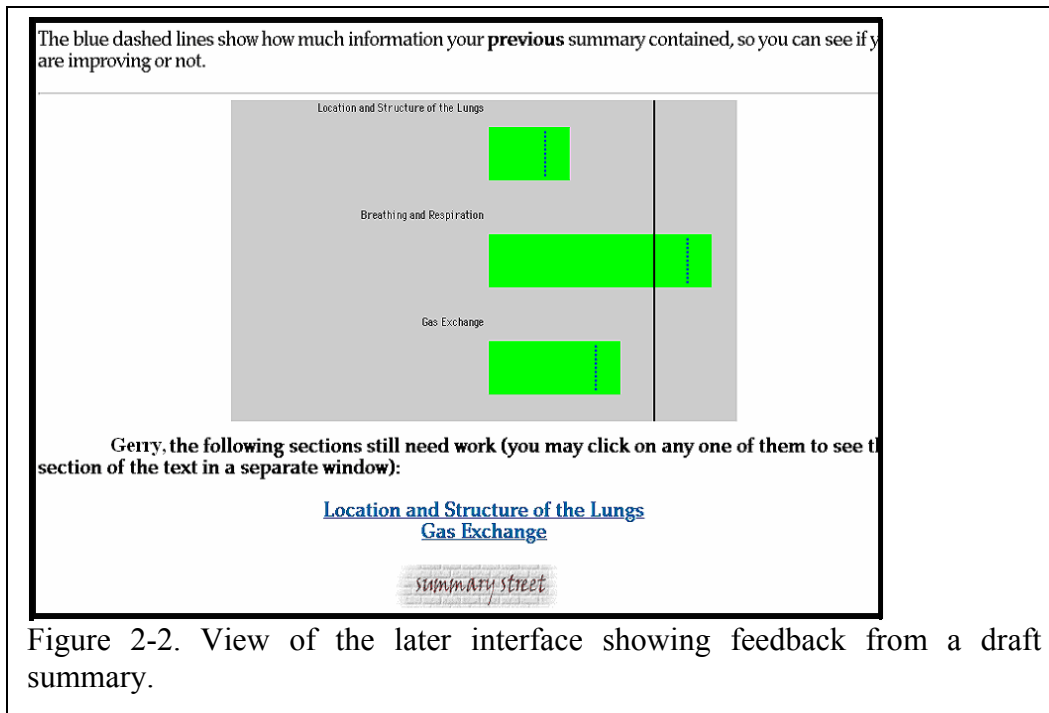 The blue dashed lines show how much information your previous summary contained, so you can see if y
are improving or not.
Location and Structure of the Lungs
Breathing and Respiration
Gas Exchange
Gerry, the following sections still need work (you may click on any one of them to see t
section of the text in a separate window):
Location and Structure of the Lungs
Gas Exchange
summary street
Figure 2-2. View of the later interface showing feedback from a draft
summary.